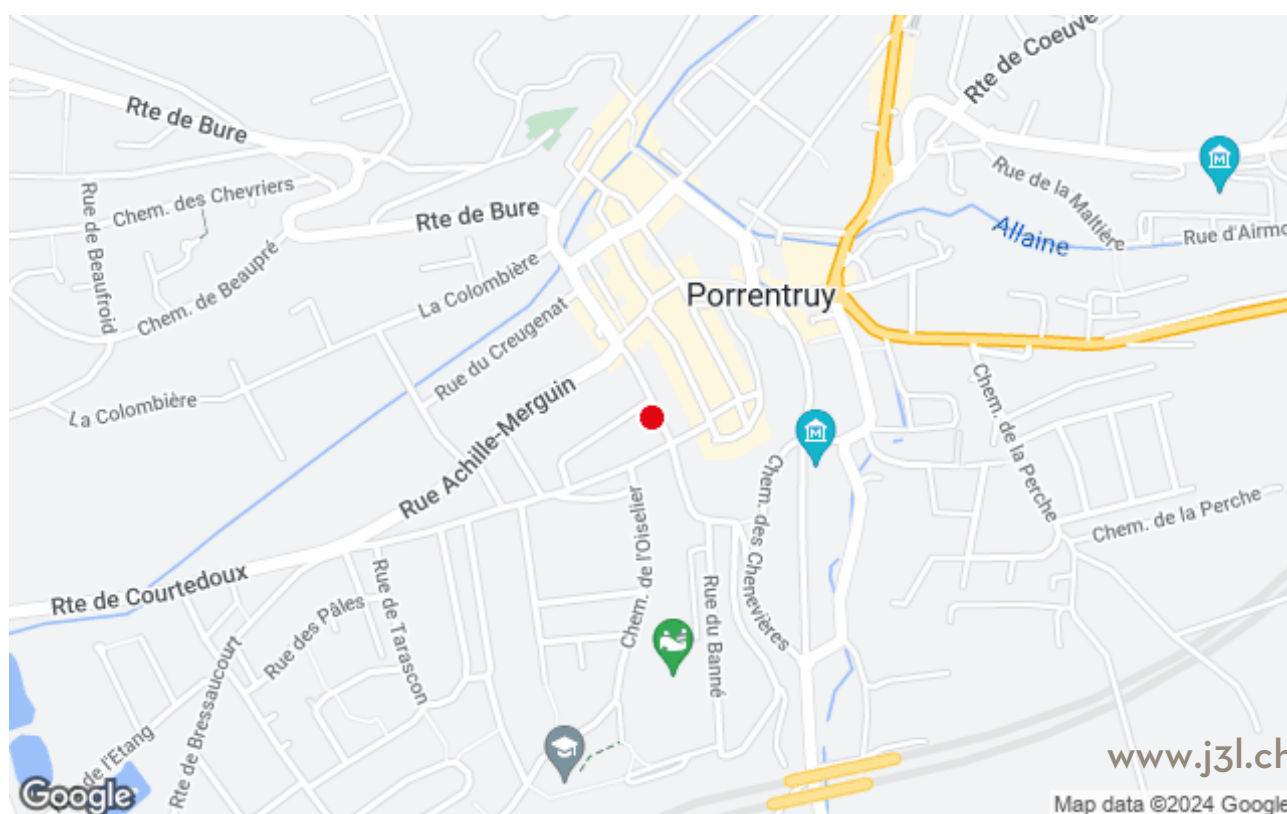 Rte de Coeuve
Rte de Bure
Rue de la Maltière
Chem. des Chevriers
Rue de Beaufroid
Rte de Bure
Allaine
Rue d'Airmo
Chem. de Beaupré
La Colombière
Porrentruy
Rue du Creugenat
La Colombière
Chem. de la Perche
Rue Achille-Merguin
M
M
Chem. de l'Oiselier
Chem. des Chenevières
Chem. de la Perche
Rte de Courtedoux
Rue des Pâles
Rue de Tarascon
Rue du Banné
Rte de Bressaucourt
de l'Etang
www.j3l.ch
Google
Map data ©2024 Google